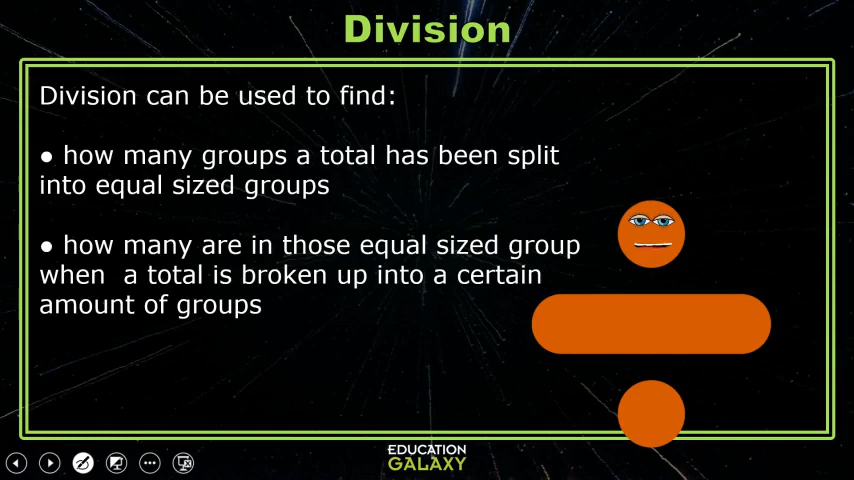 Division
Division can be used to find:
● how many groups a total has been split
into equal sized groups
● how many are in those equal sized group
when  a total is broken up into a certain
amount of groups
EDUCATION
GALAXY